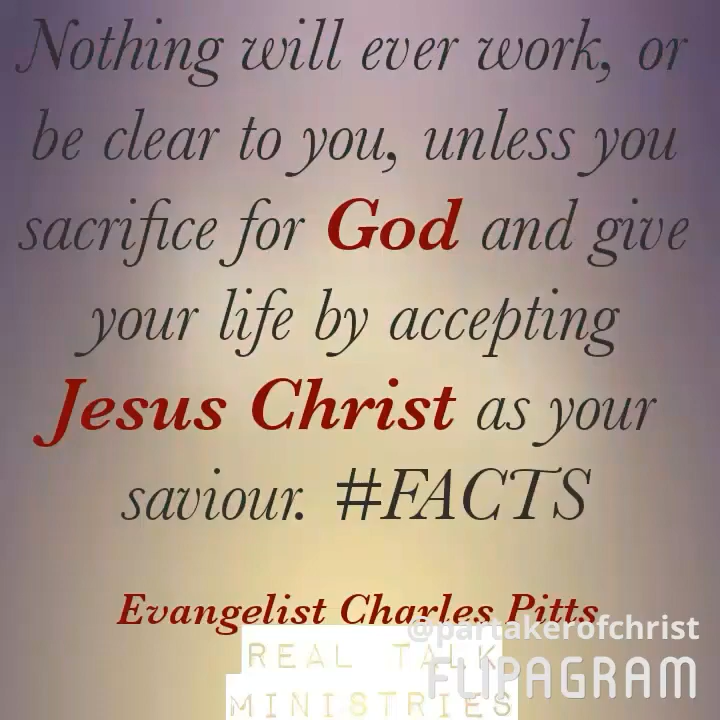 Nothing will ever work, or
be clear to you, unless you
sacrifice for God and give
your life by accepting
Jesus Christ as your
saviour. #FACTS
Evangelist Charles Pitts
@partakerofchrist
REAL TALK
FLIPAGRAM
MINISTRIES